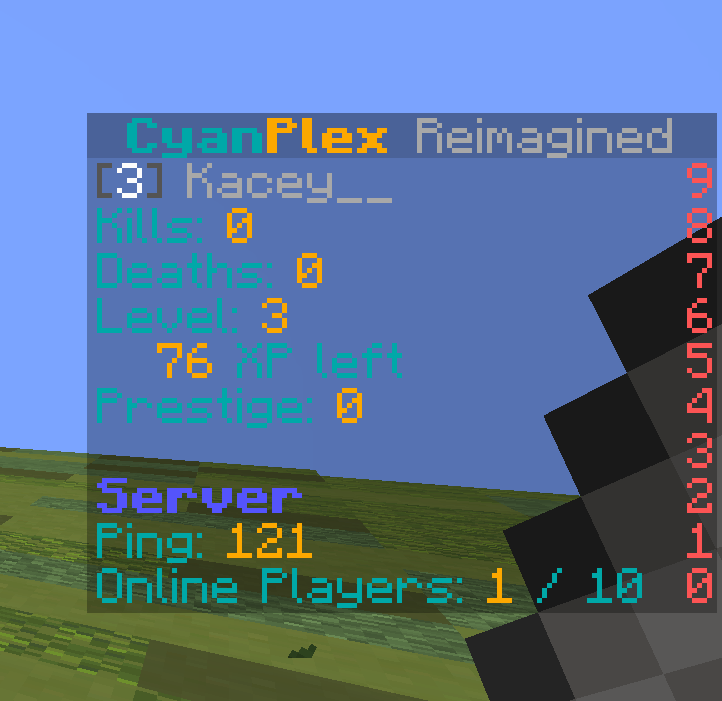 CyanPlex Reimagined
[3] Kacey__ 9
Kills: 0 8
Deaths: 0 7
Level: 3 6
76 XP left 5
Prestige: 0 4
3
Server 2
Ping: 121 1
Online Players: 1 / 10 0